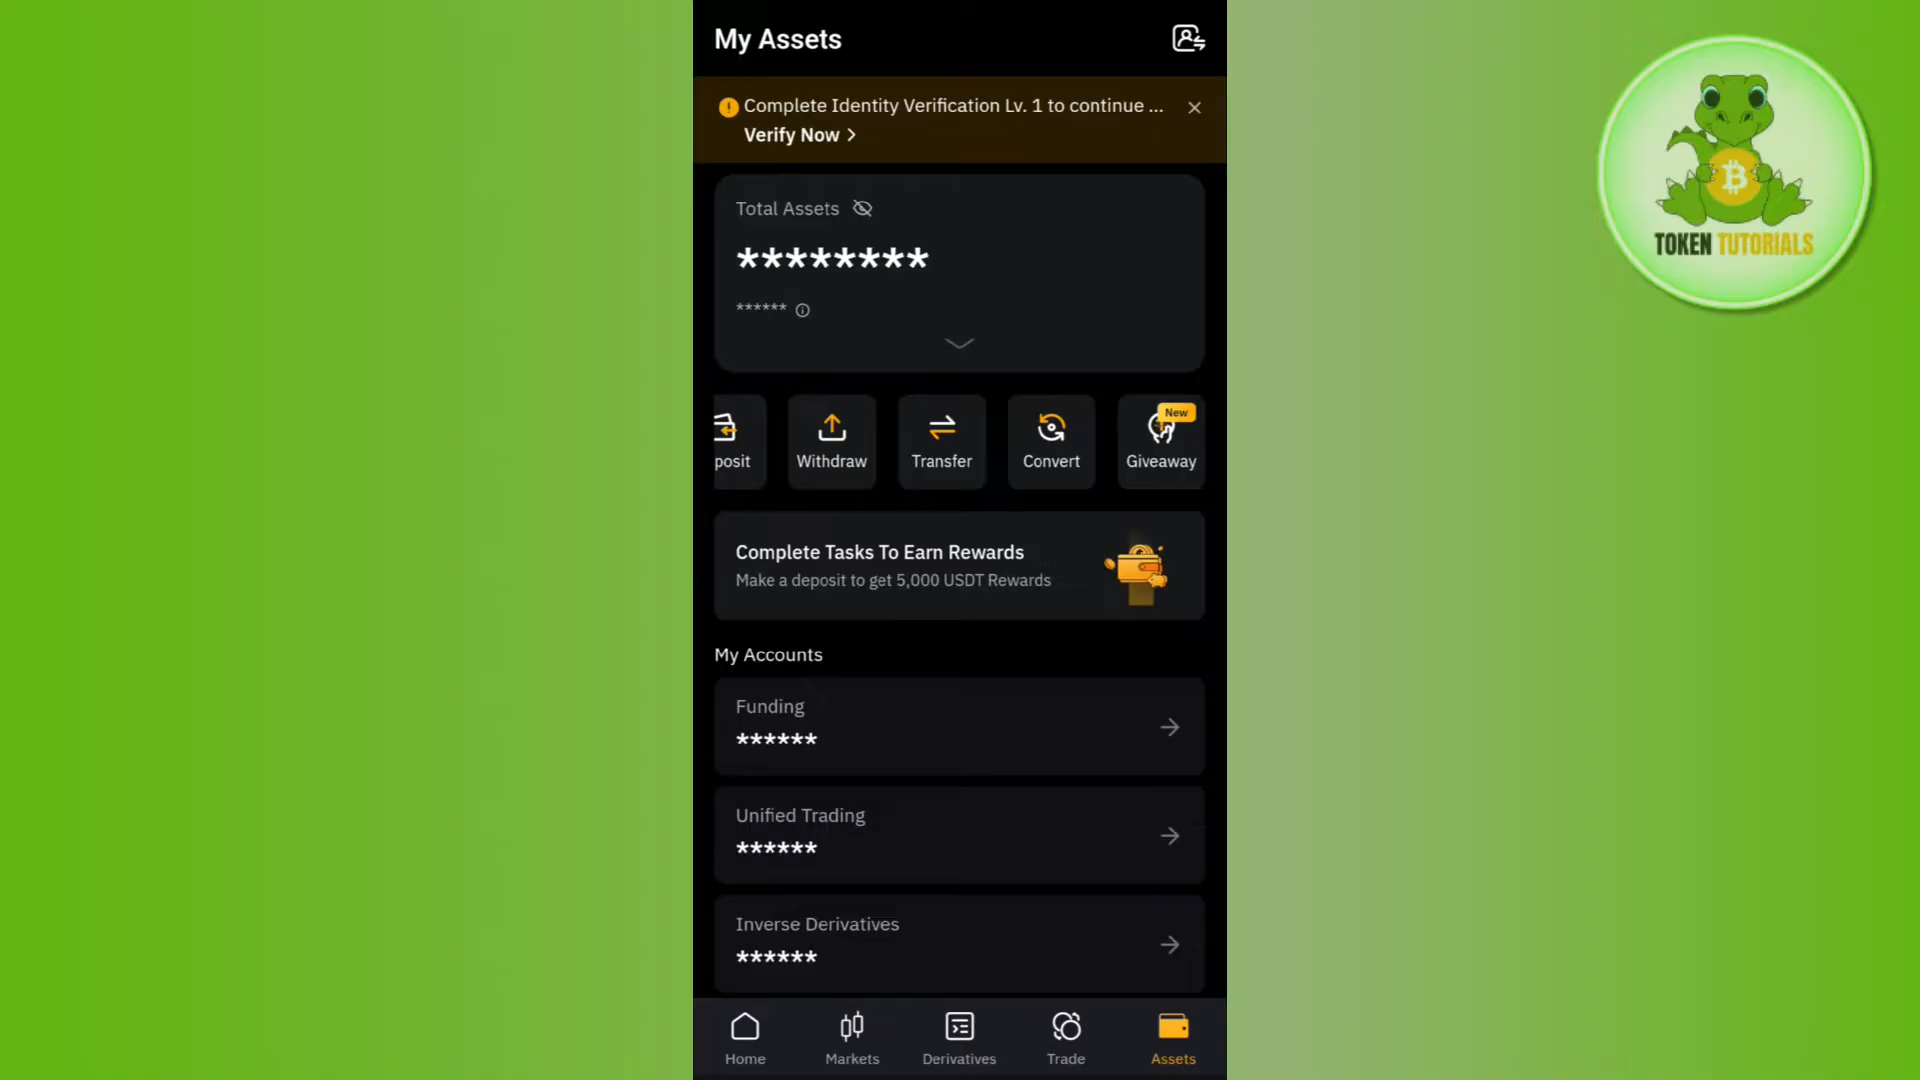 My Assets
Complete Identity Verification Lv. 1 to continue ...
Verify Now
Total Assets
********
******
posit
Withdraw
Transfer
Convert
New
Giveaway
Complete Tasks To Earn Rewards
Make a deposit to get 5,000 USDT Rewards
My Accounts
Funding
******
Unified Trading
******
Inverse Derivatives
******
Home
Markets
Derivatives
Trade
Assets
TOKEN TUTORIALS